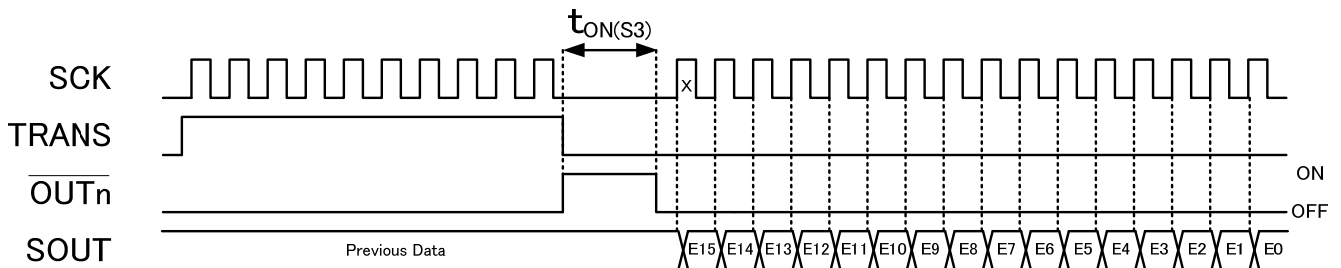 tON(S3)
SCK
X
TRANS
OUTn
ON
OFF
SOUT
Previous Data
E15 E14 E13 E12 E11 E10 E9 E8 E7 E6 E5 E4 E3 E2 E1 E0